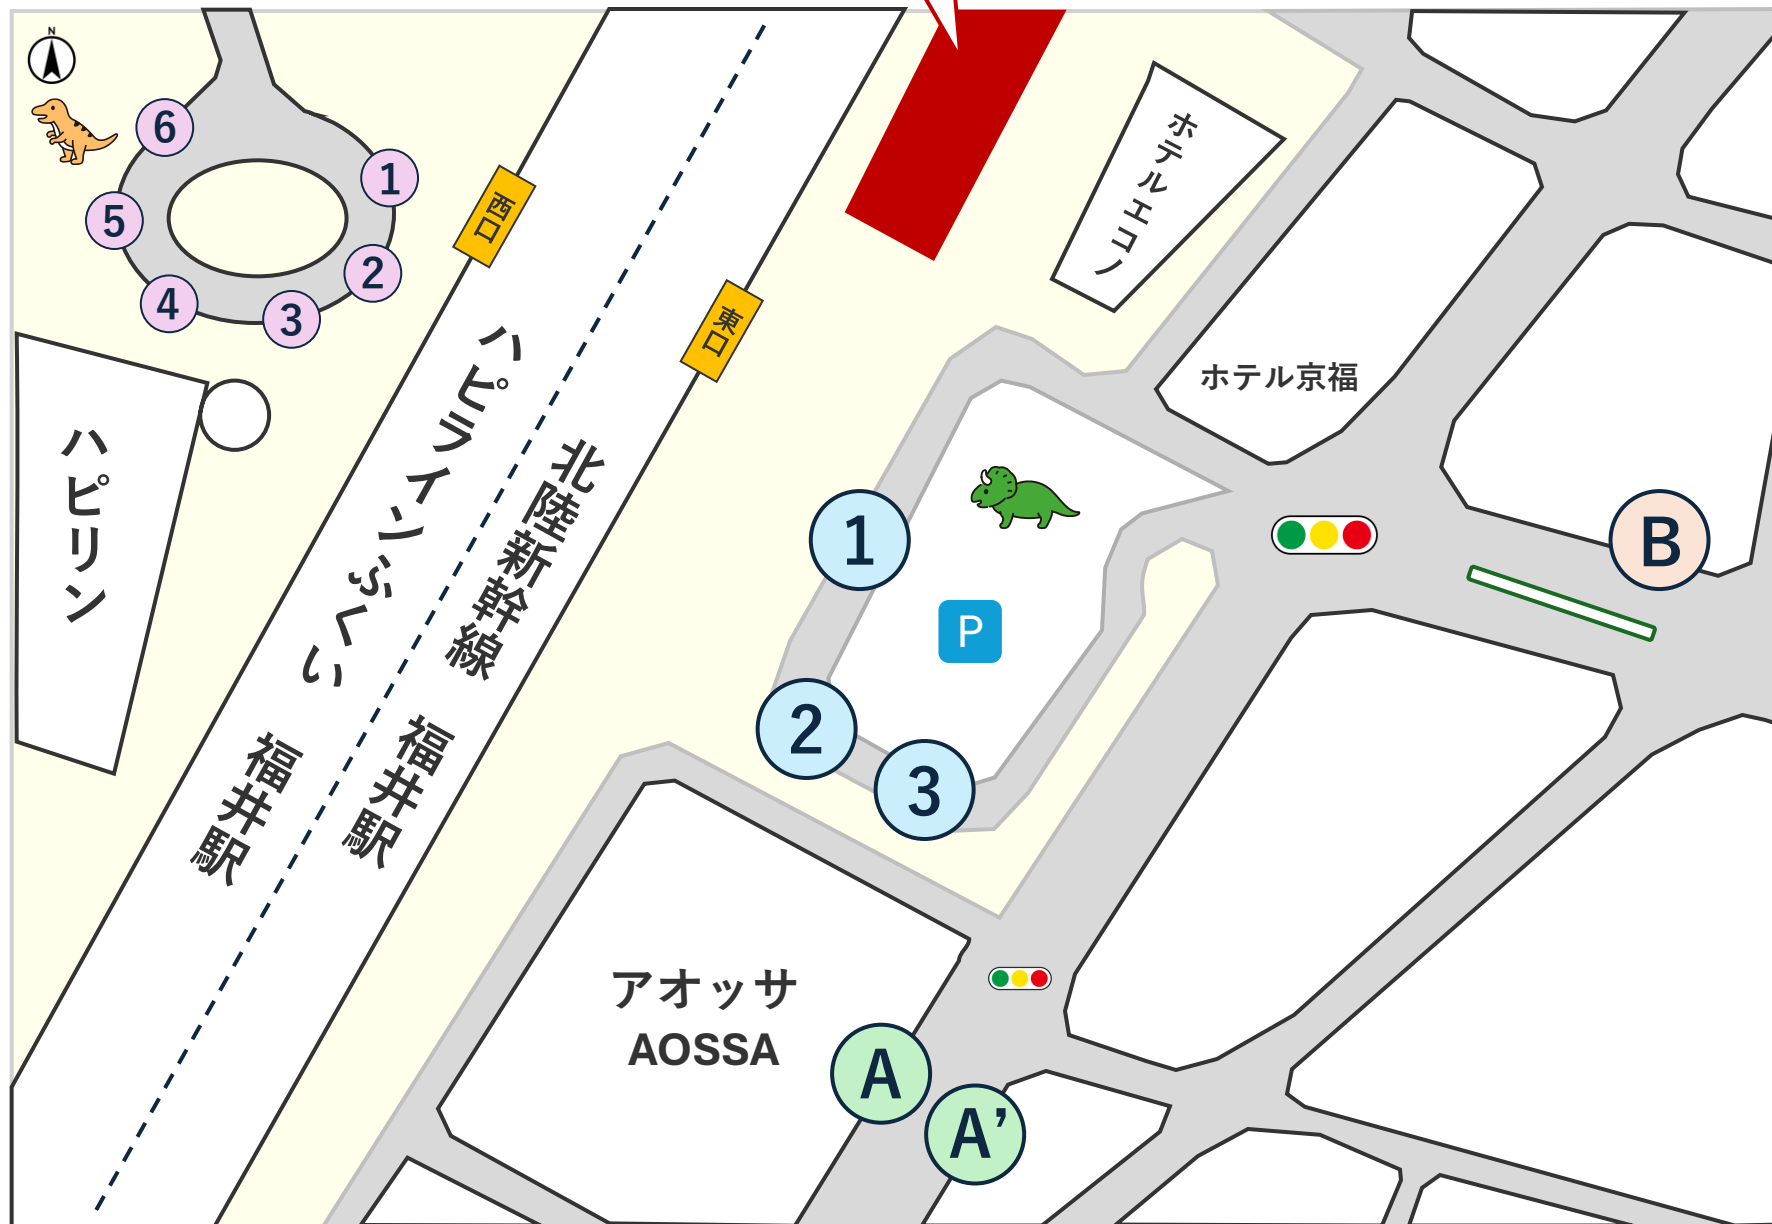 N
6
1
5
2
4
3
西口
東口
ホテルエコノ
ホテル京福
ハピリン
ハピラインふくい 福井駅
北陸新幹線 福井駅
1
P
2
3
B
アオッサ
AOSSA
A
A’